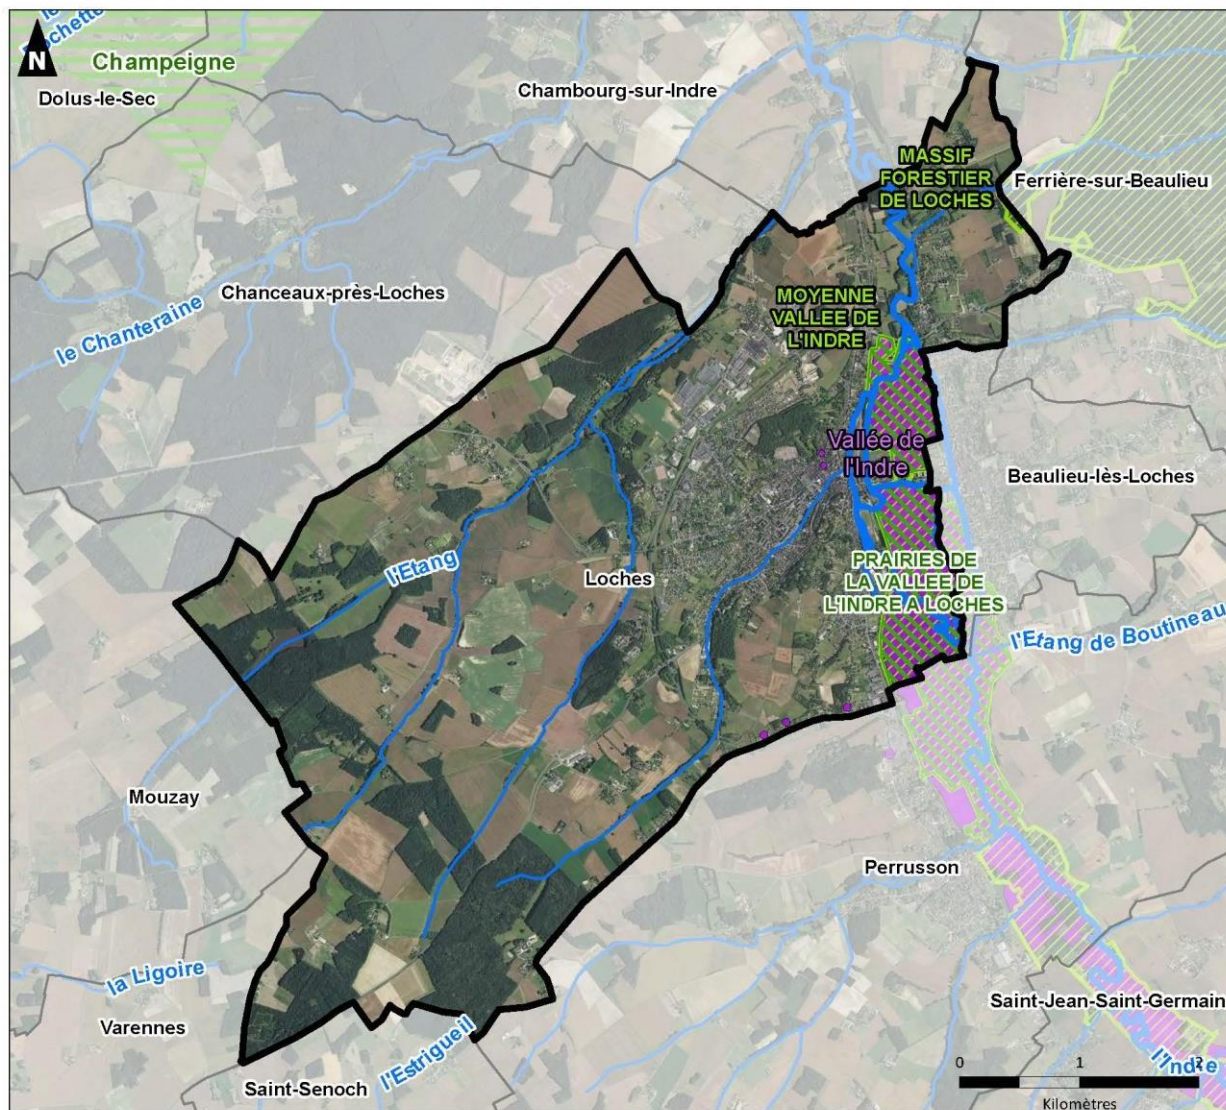 le
Rochette
N
Champeigne
Dolus-le-Sec
Chambourg-sur-Indre
MASSIF
FORESTIER
DE LOCHES
Ferrière-sur-Beaulieu
Chanceaux-près-Loches
le Chanteraine
MOYENNE
VALLEE DE
L'INDRE
Vallée de
l'Indre
Beaulieu-lès-Loches
l'Etang
Loches
PRAIRIES DE
LA VALLEE DE
L'INDRE A LOCHES
l'Etang de Boutineau
Mouzay
Perrusson
la Ligoire
Varennes
Saint-Jean-Saint-Germain
l'Estrigueil
Saint-Senoch
l'Indre
0 1 2
Kilomètres